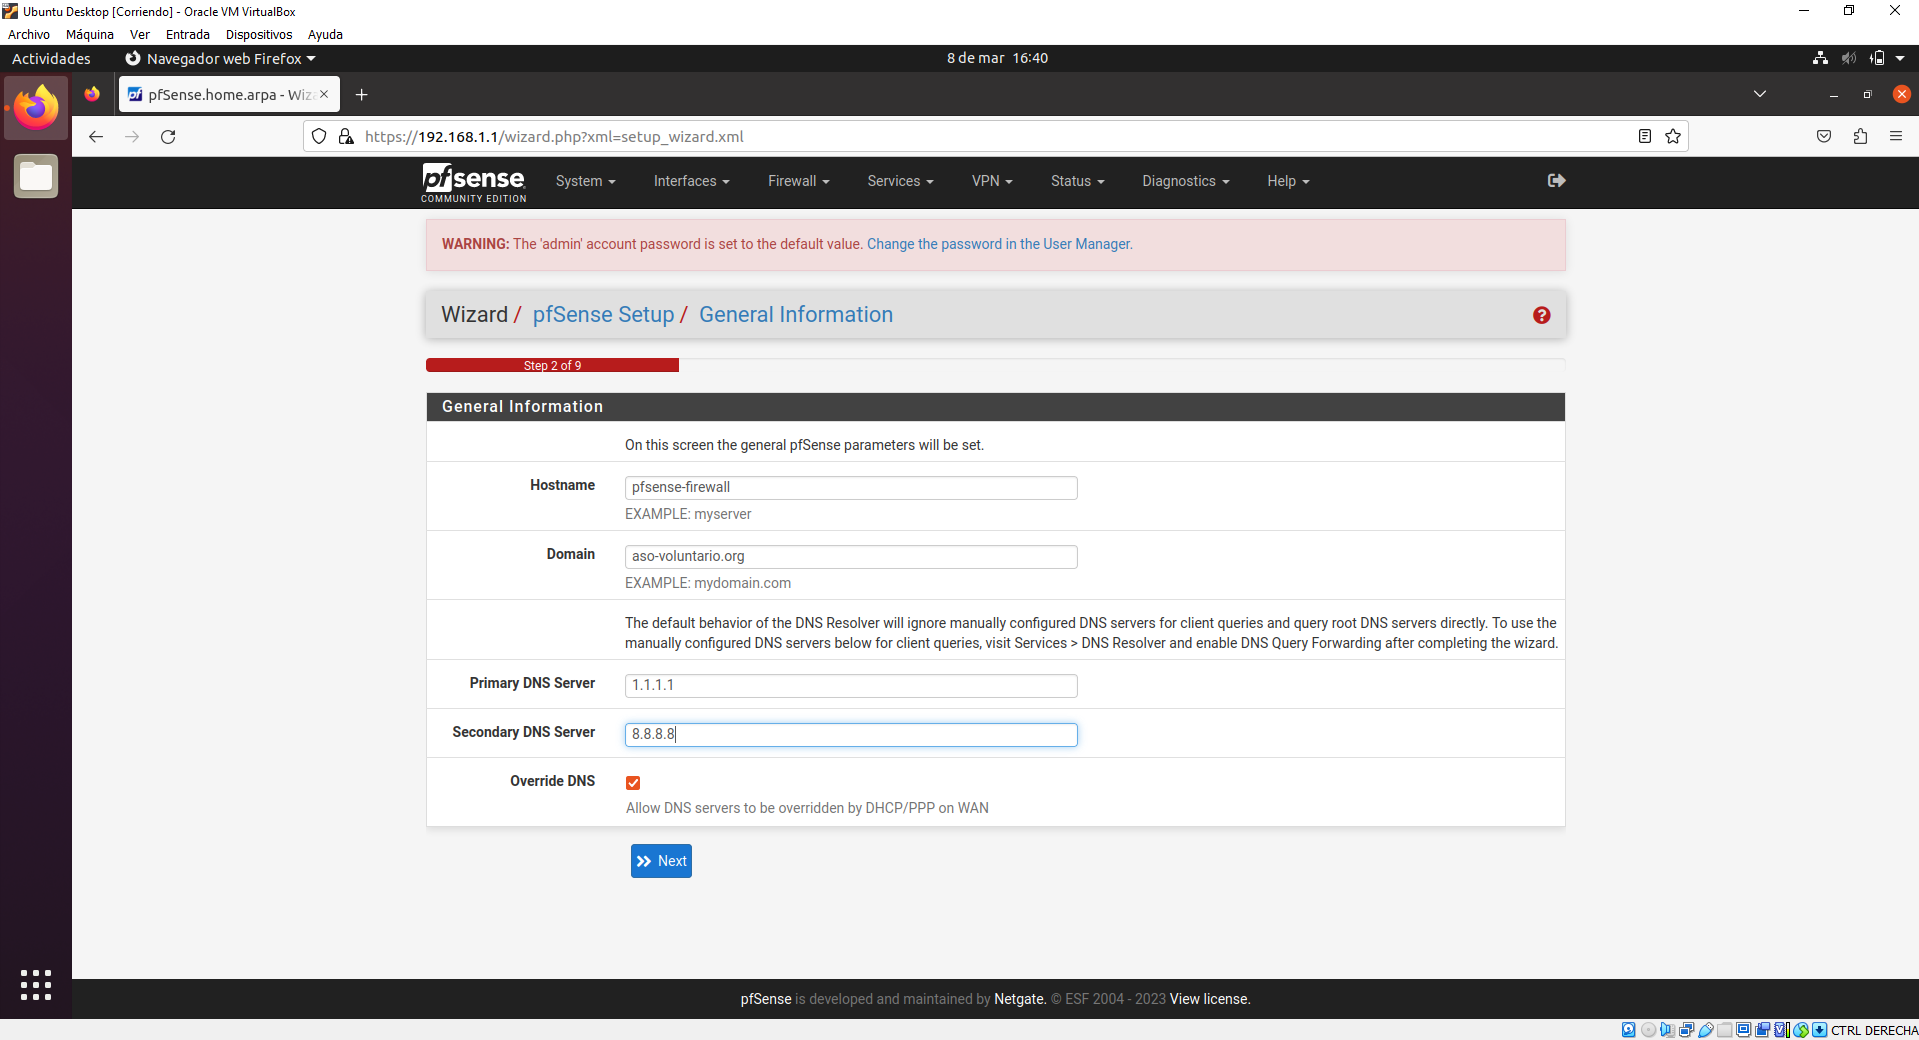 Ubuntu Desktop [Corriendo] - Oracle VM VirtualBox
Archivo Máquina Ver Entrada Dispositivos Ayuda
Actividades Navegador web Firefox 8 de mar 16:40
pfSense.home.arpa - Wiz
https://192.168.1.1/wizard.php?xml=setup_wizard.xml
pfsense. System Interfaces Firewall Services VPN Status Diagnostics Help
COMMUNITY EDITION
WARNING: The 'admin' account password is set to the default value. Change the password in the User Manager.
Wizard / pfSense Setup / General Information
Step 2 of 9
General Information
On this screen the general pfSense parameters will be set.
Hostname pfsense-firewall
EXAMPLE: myserver
Domain aso-voluntario.org
EXAMPLE: mydomain.com
The default behavior of the DNS Resolver will ignore manually configured DNS servers for client queries and query root DNS servers directly. To use the
manually configured DNS servers below for client queries, visit Services > DNS Resolver and enable DNS Query Forwarding after completing the wizard.
Primary DNS Server 1.1.1.1
Secondary DNS Server 8.8.8.8
Override DNS
Allow DNS servers to be overridden by DHCP/PPP on WAN
Next
pfSense is developed and maintained by Netgate. © ESF 2004 - 2023 View license.
CTRL DERECHA